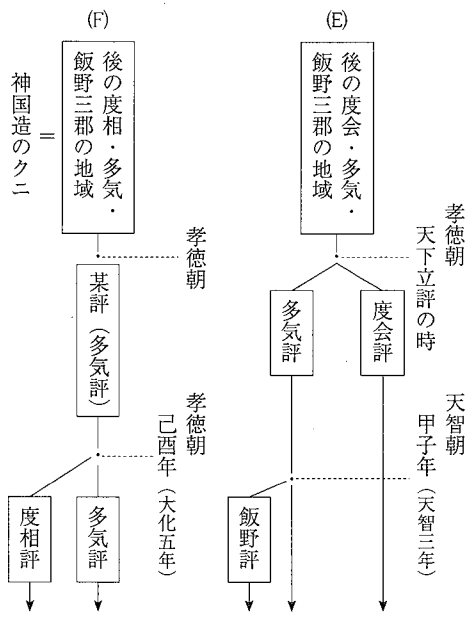 (E)
後の度会・多気・
飯野三郡の地域
孝徳朝
天下立評の時
度会評
多気評
天智朝
甲子年(天智三年)
飯野評
(F)
後の度相・多気・
飯野三郡の地域
=
神国造のクニ
孝徳朝
某評(多気評)
孝徳朝
己酉年(大化五年)
多気評
度相評